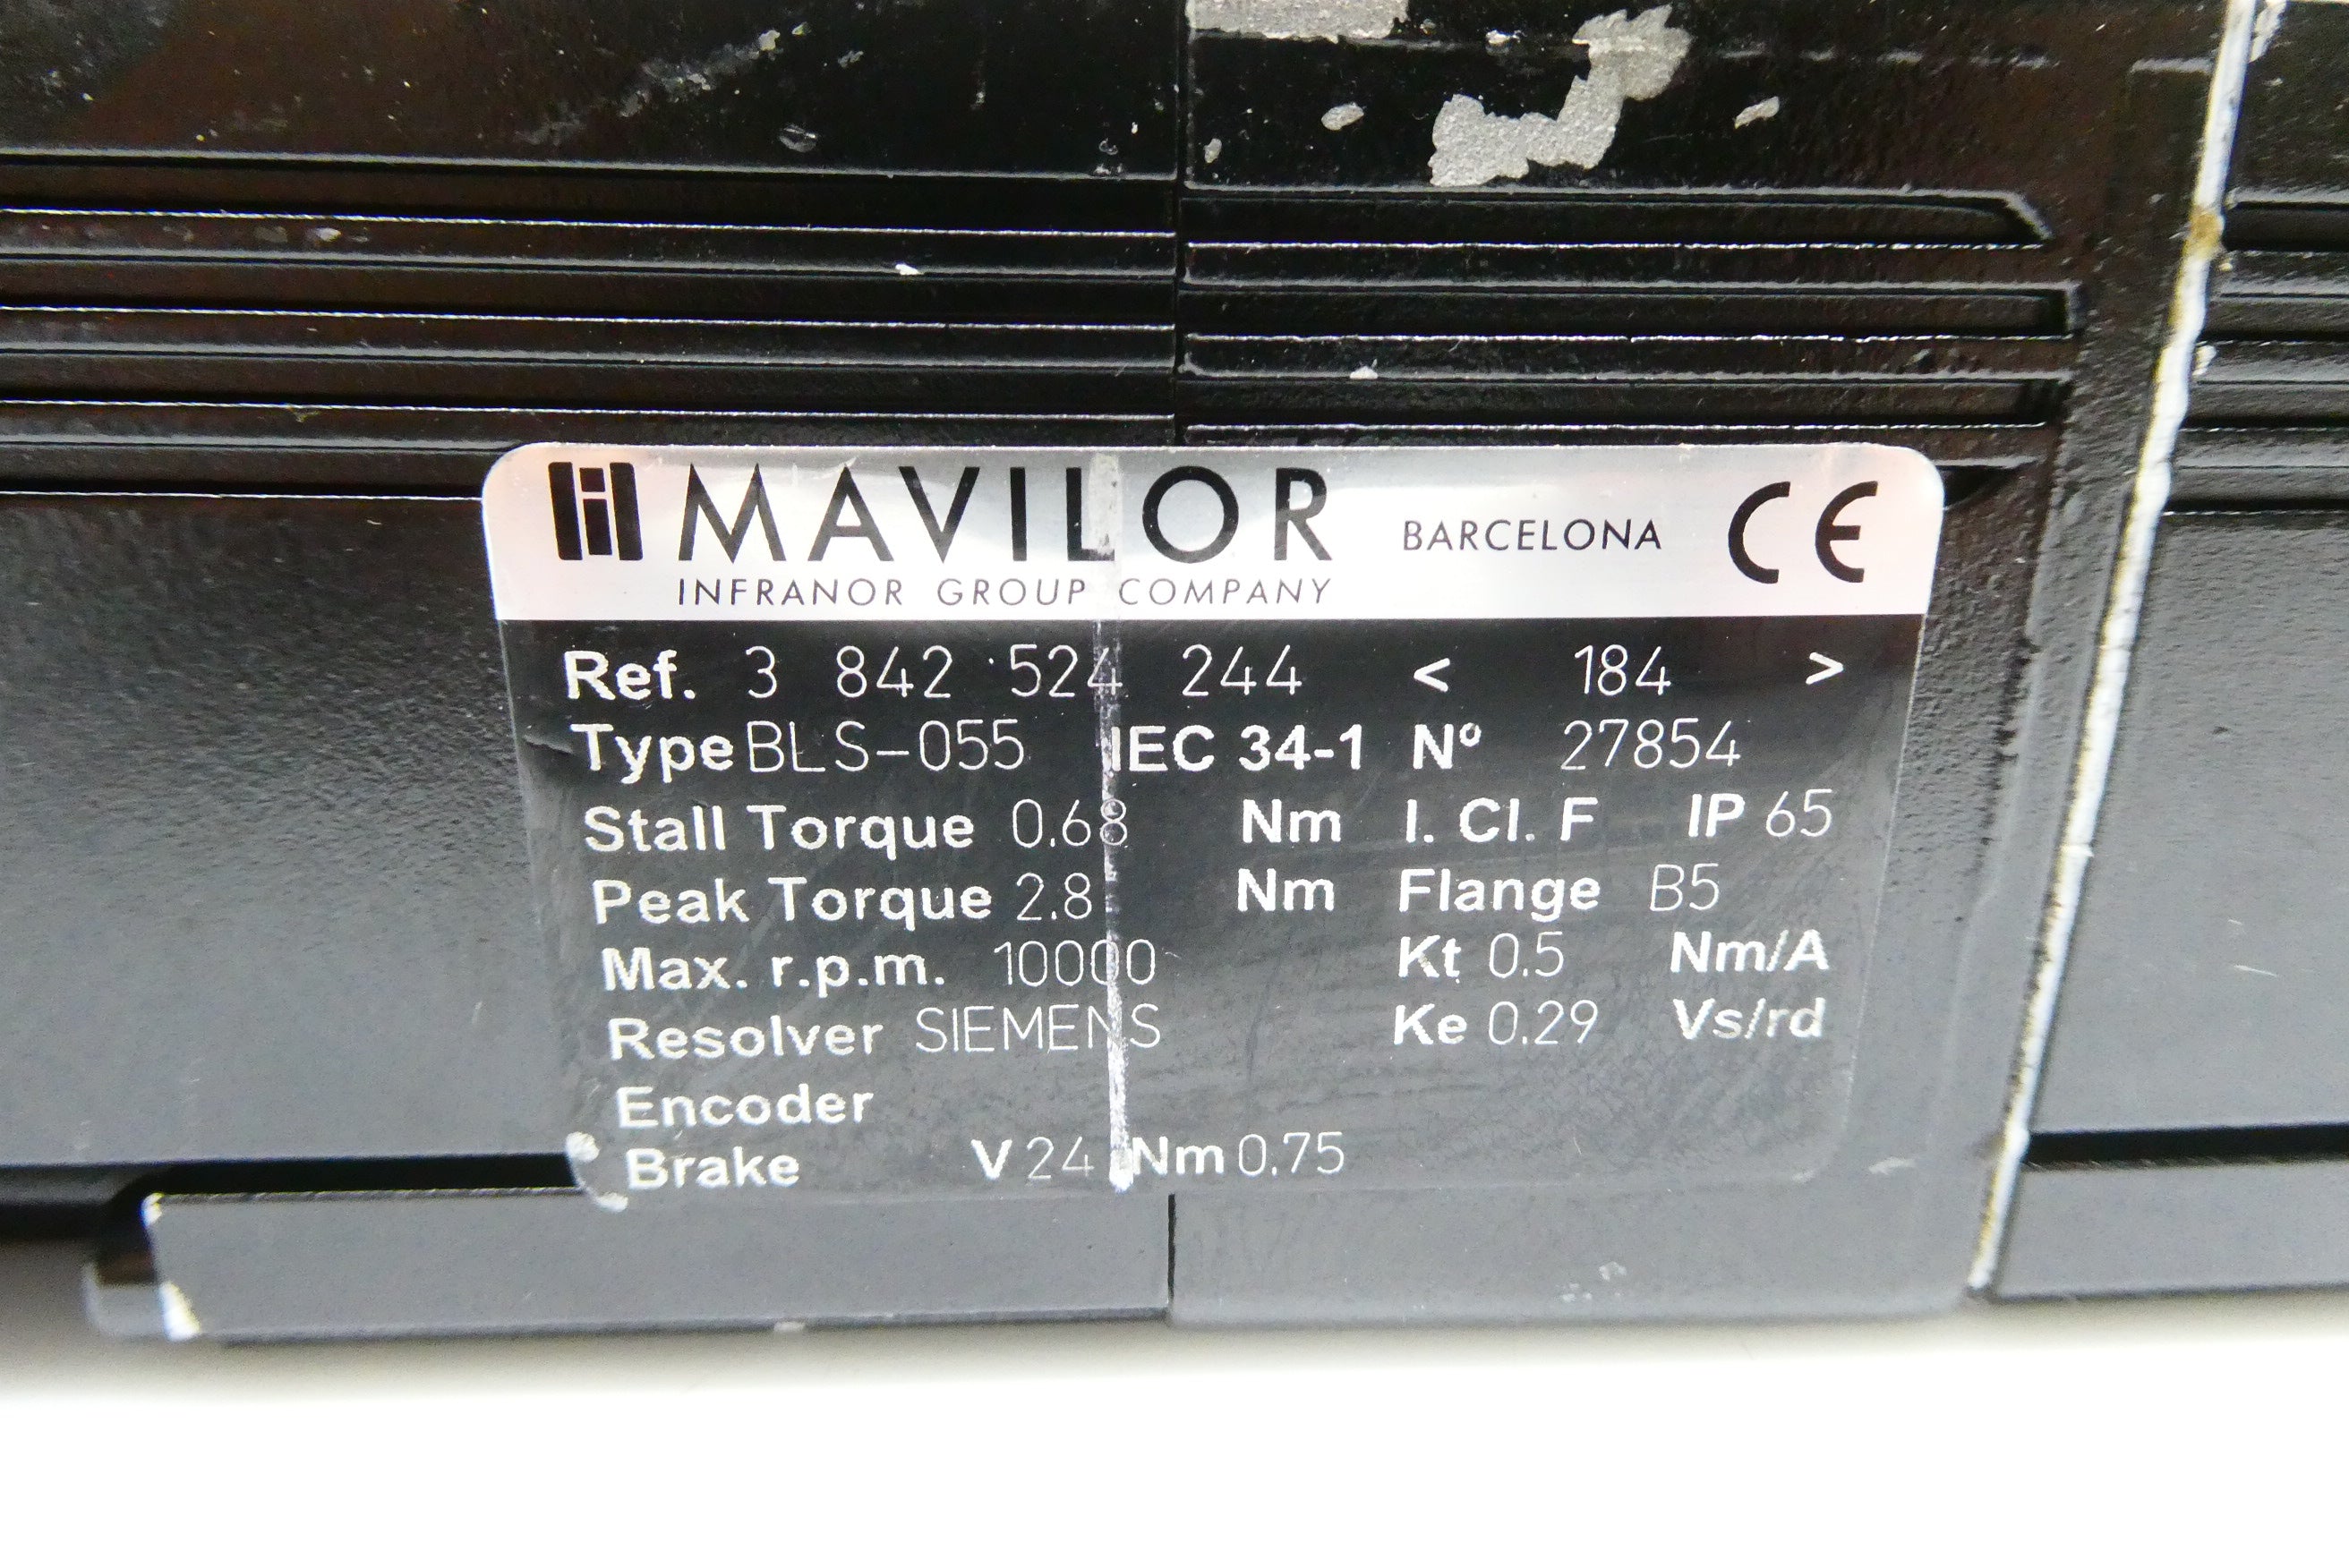 MAVILOR BARCELONA CE
INFRANOR GROUP COMPANY
Ref. 3 842 524 244 < 184 >
Type BLS-055 IEC 34-1 Nº 27854
Stall Torque 0.68 Nm I. Cl. F IP 65
Peak Torque 2.8 Nm Flange B5
Max. r.p.m. 10000 Kt 0.5 Nm/A
Resolver SIEMENS Ke 0.29 Vs/rd
Encoder
Brake V 24 Nm 0.75